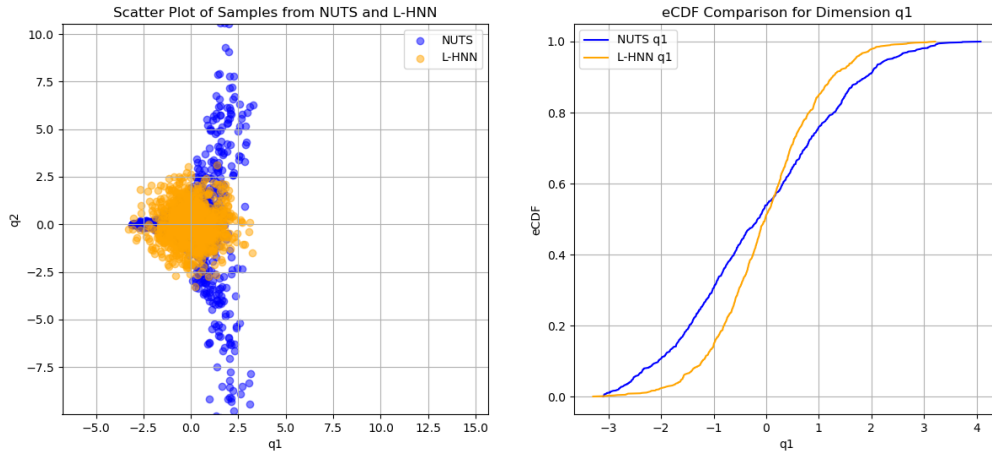 Scatter Plot of Samples from NUTS and L-HNN
10.0
7.5
5.0
2.5
0.0
−2.5
−5.0
−7.5
q2
−5.0 −2.5 0.0 2.5 5.0 7.5 10.0 12.5 15.0
q1
NUTS
L-HNN
eCDF Comparison for Dimension q1
NUTS q1
L-HNN q1
1.0
0.8
0.6
0.4
0.2
0.0
eCDF
−3 −2 −1 0 1 2 3 4
q1